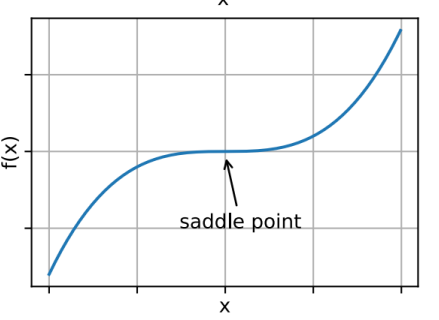 x
f(x)
saddle point
x